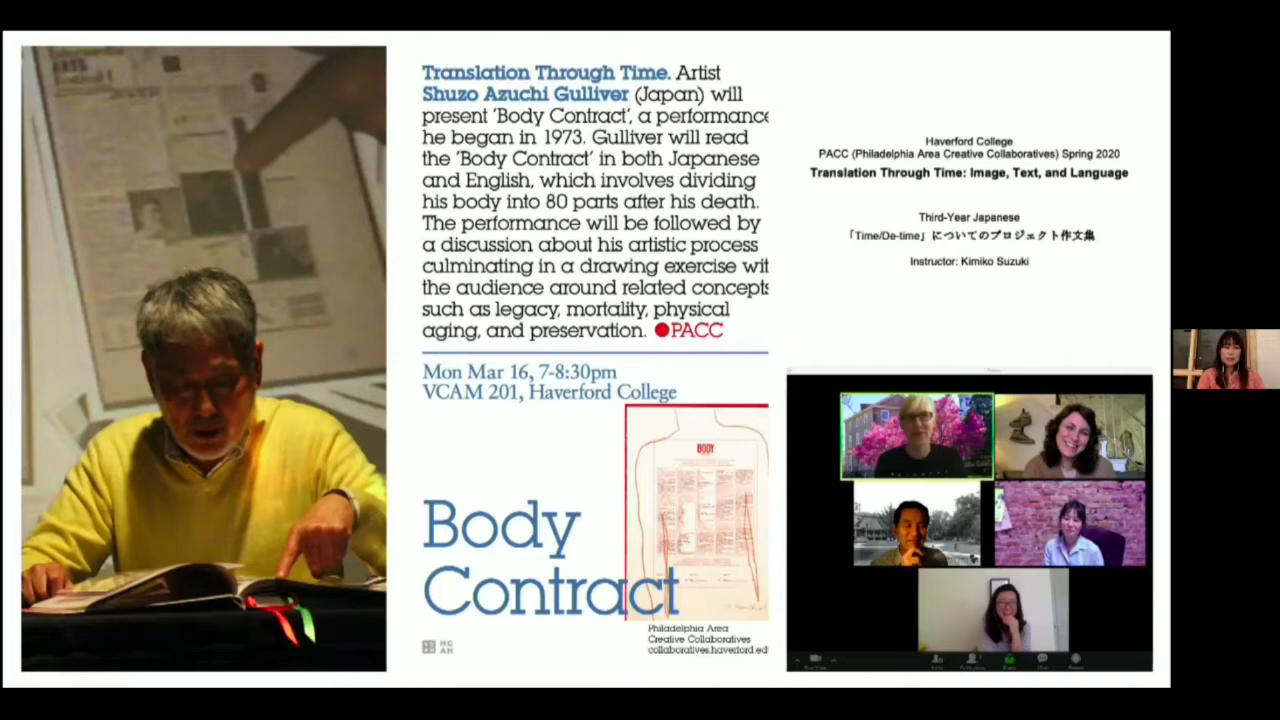 Translation Through Time. Artist
Shuzo Azuchi Gulliver (Japan) will
present ‘Body Contract’, a performance
he began in 1973. Gulliver will read
the ‘Body Contract’ in both Japanese
and English, which involves dividing
his body into 80 parts after his death.
The performance will be followed by
a discussion about his artistic process
culminating in a drawing exercise wit
the audience around related concepts
such as legacy, mortality, physical
aging, and preservation. PACC
Mon Mar 16, 7-8:30pm
VCAM 201, Haverford College
BODY
Body
Contract
HC
AH
Philadelphia Area
Creative Collaboratives
collaboratives.haverford.ed
Haverford College
PACC (Philadelphia Area Creative Collaboratives) Spring 2020
Translation Through Time: Image, Text, and Language
Third-Year Japanese
「Time/De-time」についてのプロジェクト作文集
Instructor: Kimiko Suzuki